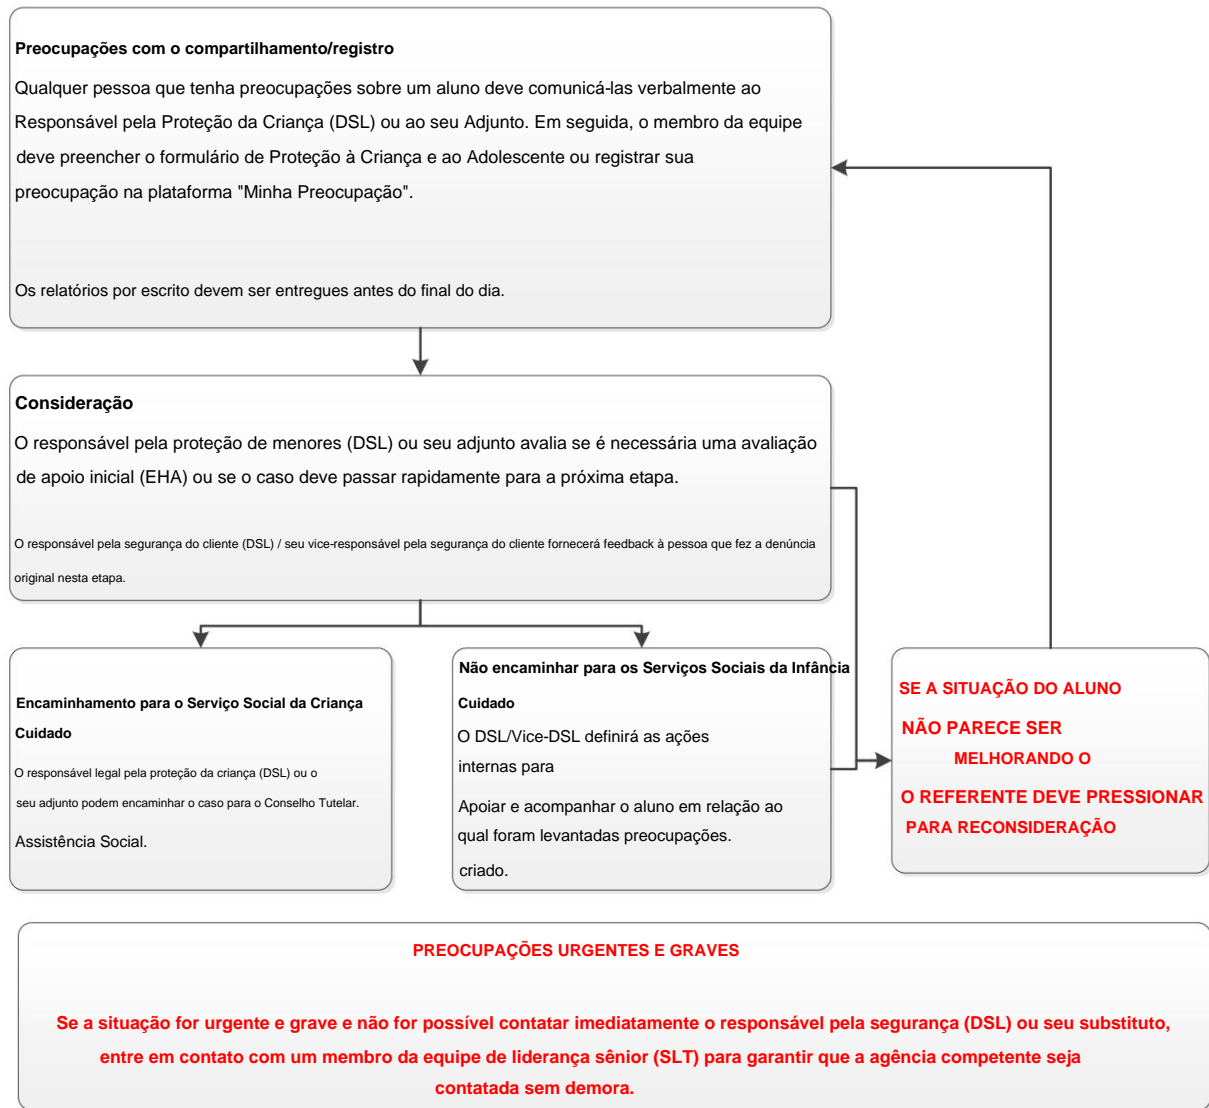 Preocupações com o compartilhamento/registro
Qualquer pessoa que tenha preocupações sobre um aluno deve comunicá-las verbalmente ao
Responsável pela Proteção da Criança (DSL) ou ao seu Adjunto. Em seguida, o membro da equipe
deve preencher o formulário de Proteção à Criança e ao Adolescente ou registrar sua
preocupação na plataforma "Minha Preocupação".
Os relatórios por escrito devem ser entregues antes do final do dia.
Consideração
O responsável pela proteção de menores (DSL) ou seu adjunto avalia se é necessária uma avaliação
de apoio inicial (EHA) ou se o caso deve passar rapidamente para a próxima etapa.
O responsável pela segurança do cliente (DSL) / seu vice-responsável pela segurança do cliente fornecerá feedback à pessoa que fez a denúncia
original nesta etapa.
Encaminhamento para o Serviço Social da Criança
Cuidado
O responsável legal pela proteção da criança (DSL) ou o
seu adjunto podem encaminhar o caso para o Conselho Tutelar.
Assistência Social.
Não encaminhar para os Serviços Sociais da Infância
Cuidado
O DSL/Vice-DSL definirá as ações
internas para
Apoiar e acompanhar o aluno em relação ao
qual foram levantadas preocupações.
criado.
SE A SITUAÇÃO DO ALUNO
NÃO PARECE SER
MELHORANDO O
O REFERENTE DEVE PRESSIONAR
PARA RECONSIDERAÇÃO
PREOCUPAÇÕES URGENTES E GRAVES
Se a situação for urgente e grave e não for possível contatar imediatamente o responsável pela segurança (DSL) ou seu substituto,
entre em contato com um membro da equipe de liderança sênior (SLT) para garantir que a agência competente seja
contatada sem demora.